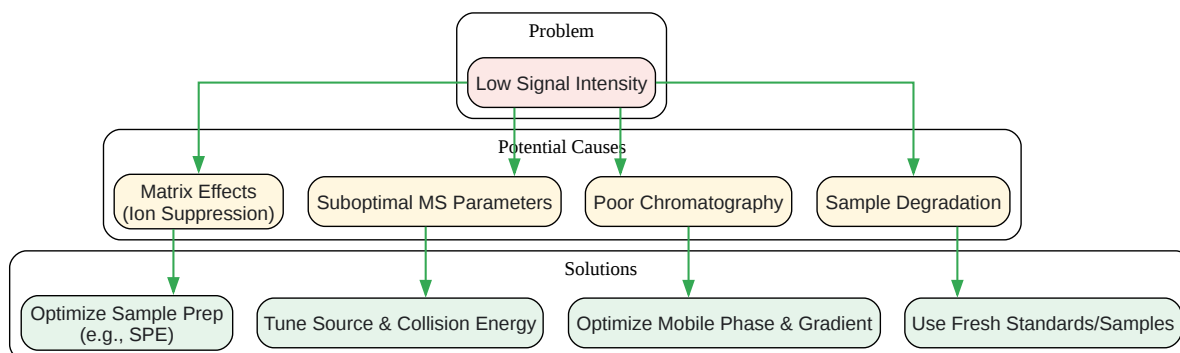 Problem
Low Signal Intensity
Potential Causes
Matrix Effects
(Ion Suppression)
Suboptimal MS Parameters
Poor Chromatography
Sample Degradation
Solutions
Optimize Sample Prep
(e.g., SPE)
Tune Source & Collision Energy
Optimize Mobile Phase & Gradient
Use Fresh Standards/Samples